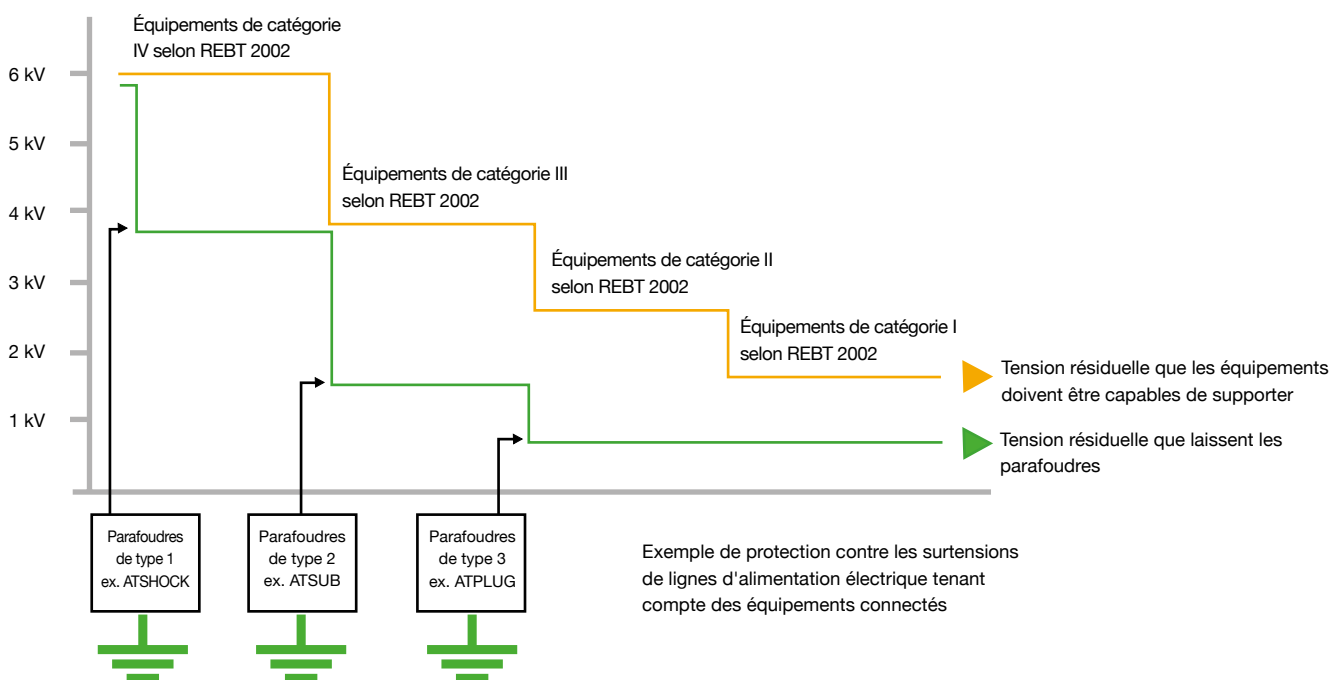 Équipements de catégorie
IV selon REBT 2002
6 kV
5 kV
Équipements de catégorie III
selon REBT 2002
4 kV
Équipements de catégorie II
selon REBT 2002
3 kV
Équipements de catégorie I
selon REBT 2002
2 kV
Tension résiduelle que les équipements
doivent être capables de supporter
1 kV
Tension résiduelle que laissent les
parafoudres
Parafoudres
de type 1
ex. ATSHOCK
Parafoudres
de type 2
ex. ATSUB
Parafoudres
de type 3
ex. ATPLUG
Exemple de protection contre les surtensions
de lignes d'alimentation électrique tenant
compte des équipements connectés